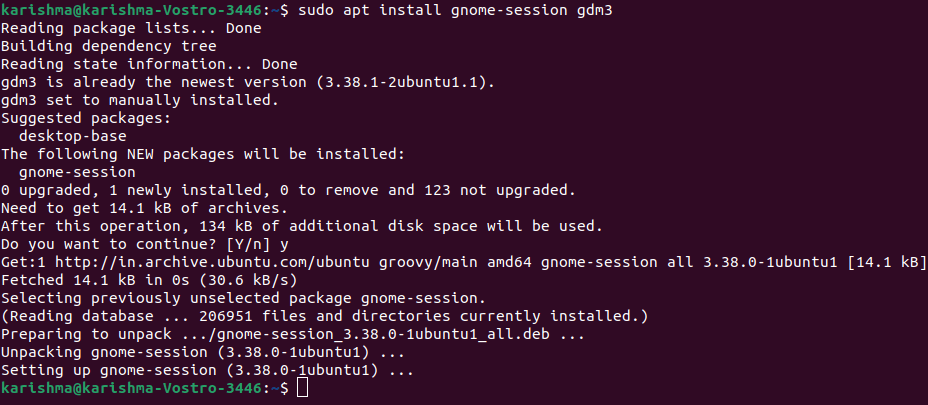 karishma@karishma-Vostro-3446:~$ sudo apt install gnome-session gdm3
Reading package lists... Done
Building dependency tree
Reading state information... Done
gdm3 is already the newest version (3.38.1-2ubuntu1.1).
gdm3 set to manually installed.
Suggested packages:
  desktop-base
The following NEW packages will be installed:
  gnome-session
0 upgraded, 1 newly installed, 0 to remove and 123 not upgraded.
Need to get 14.1 kB of archives.
After this operation, 134 kB of additional disk space will be used.
Do you want to continue? [Y/n] y
Get:1 http://in.archive.ubuntu.com/ubuntu groovy/main amd64 gnome-session all 3.38.0-1ubuntu1 [14.1 kB]
Fetched 14.1 kB in 0s (30.6 kB/s)
Selecting previously unselected package gnome-session.
(Reading database ... 206951 files and directories currently installed.)
Preparing to unpack .../gnome-session_3.38.0-1ubuntu1_all.deb ...
Unpacking gnome-session (3.38.0-1ubuntu1) ...
Setting up gnome-session (3.38.0-1ubuntu1) ...
karishma@karishma-Vostro-3446:~$